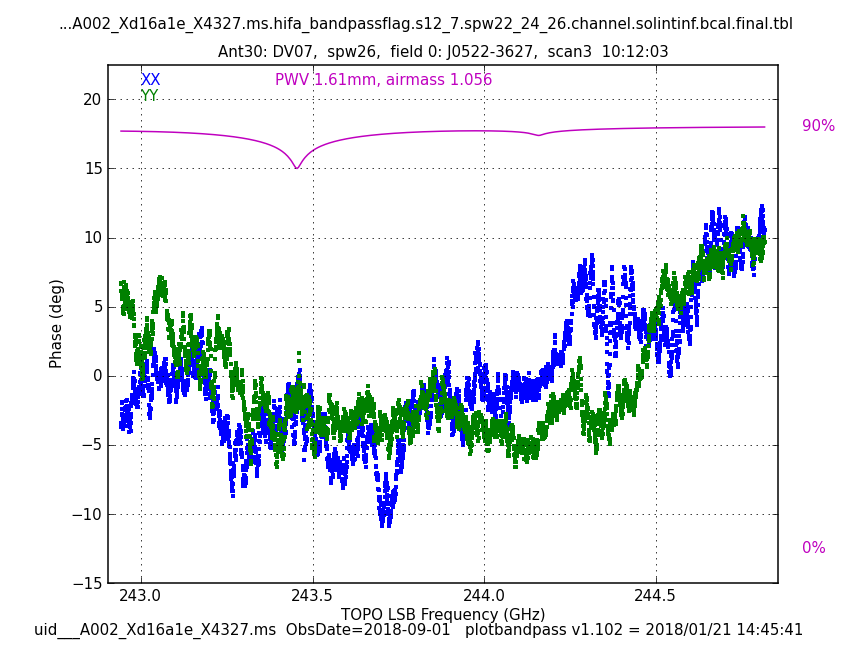 ...A002_Xd16a1e_X4327.ms.hifa_bandpassflag.s12_7.spw22_24_26.channel.solintinf.bcal.final.tbl
Ant30: DV07,  spw26,  field 0: J0522-3627,  scan3  10:12:03
XX
PWV 1.61mm, airmass 1.056
YY
20
90%
15
10
5
0
−5
−10
−15
Phase (deg)
0%
243.0
243.5
244.0
244.5
TOPO LSB Frequency (GHz)
uid___A002_Xd16a1e_X4327.ms  ObsDate=2018-09-01   plotbandpass v1.102 = 2018/01/21 14:45:41